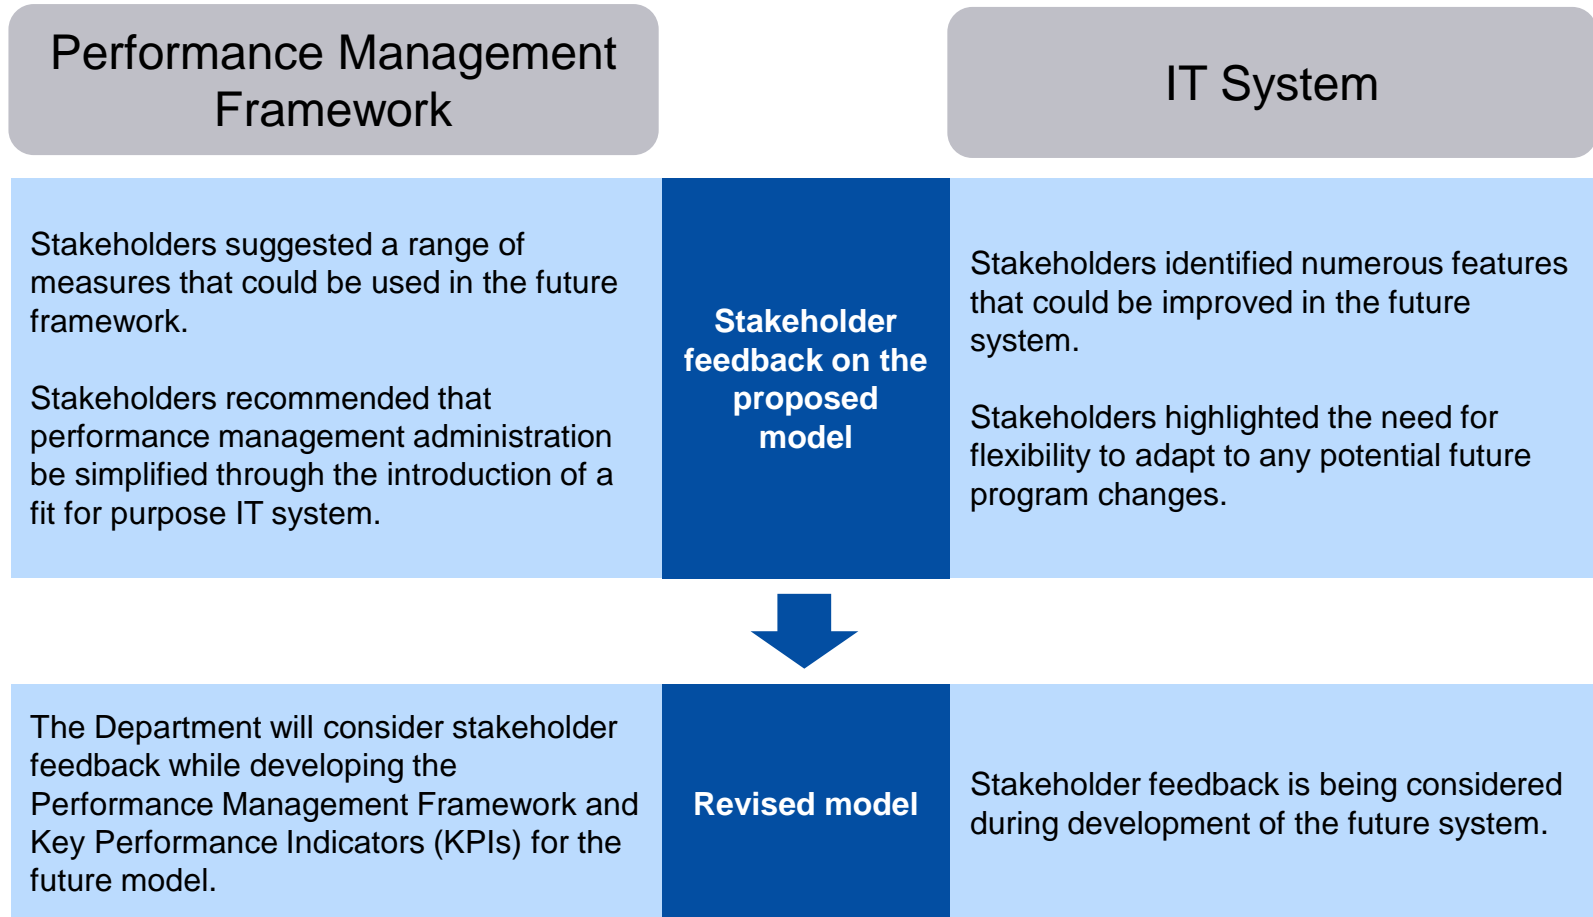 Performance Management
Framework
IT System
Stakeholders suggested a range of
measures that could be used in the future
framework.
Stakeholders recommended that
performance management administration
be simplified through the introduction of a
fit for purpose IT system.
Stakeholder
feedback on the
proposed
model
Stakeholders identified numerous features
that could be improved in the future
system.
Stakeholders highlighted the need for
flexibility to adapt to any potential future
program changes.
The Department will consider stakeholder
feedback while developing the
Performance Management Framework and
Key Performance Indicators (KPIs) for the
future model.
Revised model
Stakeholder feedback is being considered
during development of the future system.